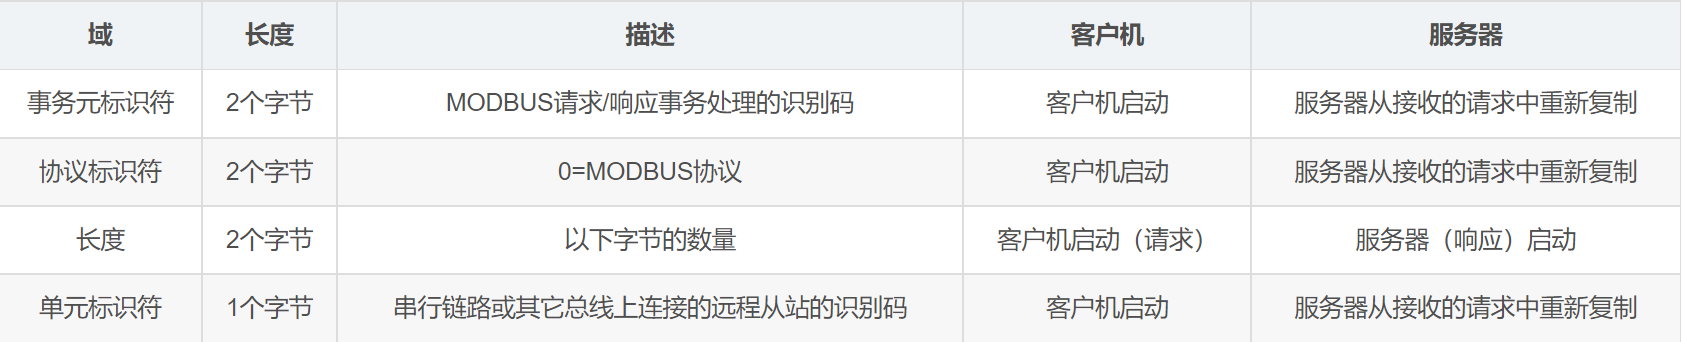 域 长度 描述 客户机 服务器
事务元标识符 2个字节 MODBUS请求/响应事务处理的识别码 客户机启动 服务器从接收的请求中重新复制
协议标识符 2个字节 0=MODBUS协议 客户机启动 服务器从接收的请求中重新复制
长度 2个字节 以下字节的数量 客户机启动（请求） 服务器（响应）启动
单元标识符 1个字节 串行链路或其它总线上连接的远程从站的识别码 客户机启动 服务器从接收的请求中重新复制